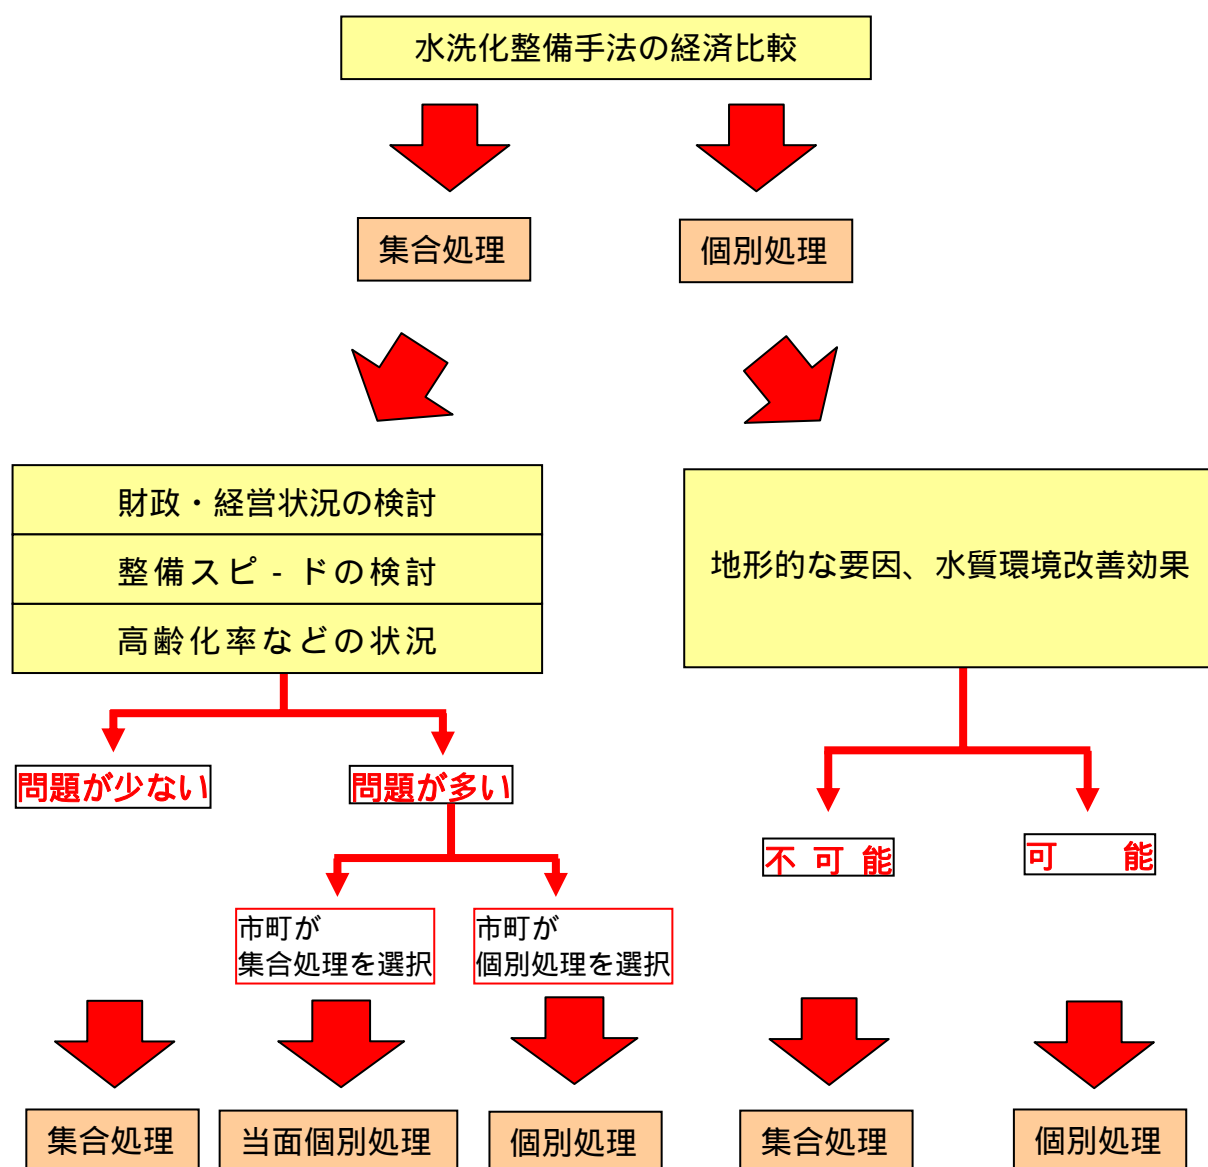 水洗化整備手法の経済比較
集合処理
個別処理
財政・経営状況の検討
整備スピ - ドの検討
高齢化率などの状況
地形的な要因、水質環境改善効果
問題が少ない
問題が多い
不 可 能
可　　能
市町が
集合処理を選択
市町が
個別処理を選択
集合処理
当面個別処理
個別処理
集合処理
個別処理